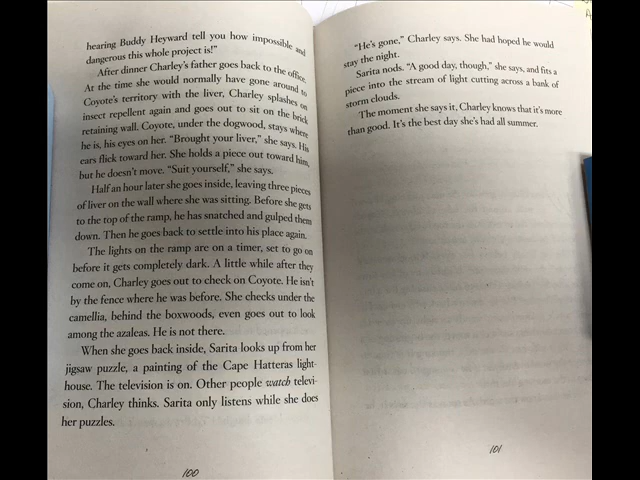 hearing Buddy Heyward tell you how impossible and
dangerous this whole project is!"
After dinner Charley's father goes back to the office.
At the time she would normally have gone around to
Coyote's territory with the liver, Charley splashes on
insect repellent again and goes out to sit on the brick
retaining wall. Coyote, under the dogwood, stays where
he is, his eyes on her. "Brought your liver," she says. His
ears flick toward her. She holds a piece out toward him,
but he doesn't move. "Suit yourself," she says.
Half an hour later she goes inside, leaving three pieces
of liver on the wall where she was sitting. Before she gets
to the top of the ramp, he has snatched and gulped them
down. Then he goes back to settle into his place again.
The lights on the ramp are on a timer, set to go on
before it gets completely dark. A little while after they
come on, Charley goes out to check on Coyote. He isn't
by the fence where he was before. She checks under the
camellia, behind the boxwoods, even goes out to look
among the azaleas. He is not there.
When she goes back inside, Sarita looks up from her
jigsaw puzzle, a painting of the Cape Hatteras light-
house. The television is on. Other people watch televi-
sion, Charley thinks. Sarita only listens while she does
her puzzles.
100
"He's gone," Charley says. She had hoped he would
stay the night.
Sarita nods. "A good day, though," she says, and fits a
piece into the stream of light cutting across a bank of
storm clouds.
The moment she says it, Charley knows that it's more
than good. It's the best day she's had all summer.
101